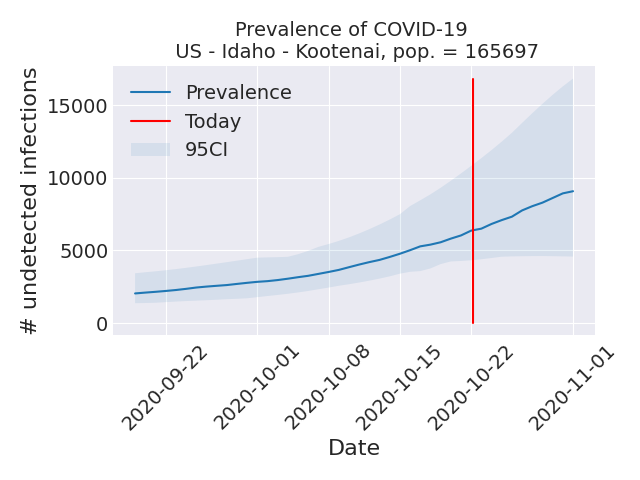 Prevalence of COVID-19
US - Idaho - Kootenai, pop. = 165697
# undetected infections
15000
10000
5000
0
Prevalence
Today
95CI
2020-09-22
2020-10-01
2020-10-08
2020-10-15
2020-10-22
2020-11-01
Date